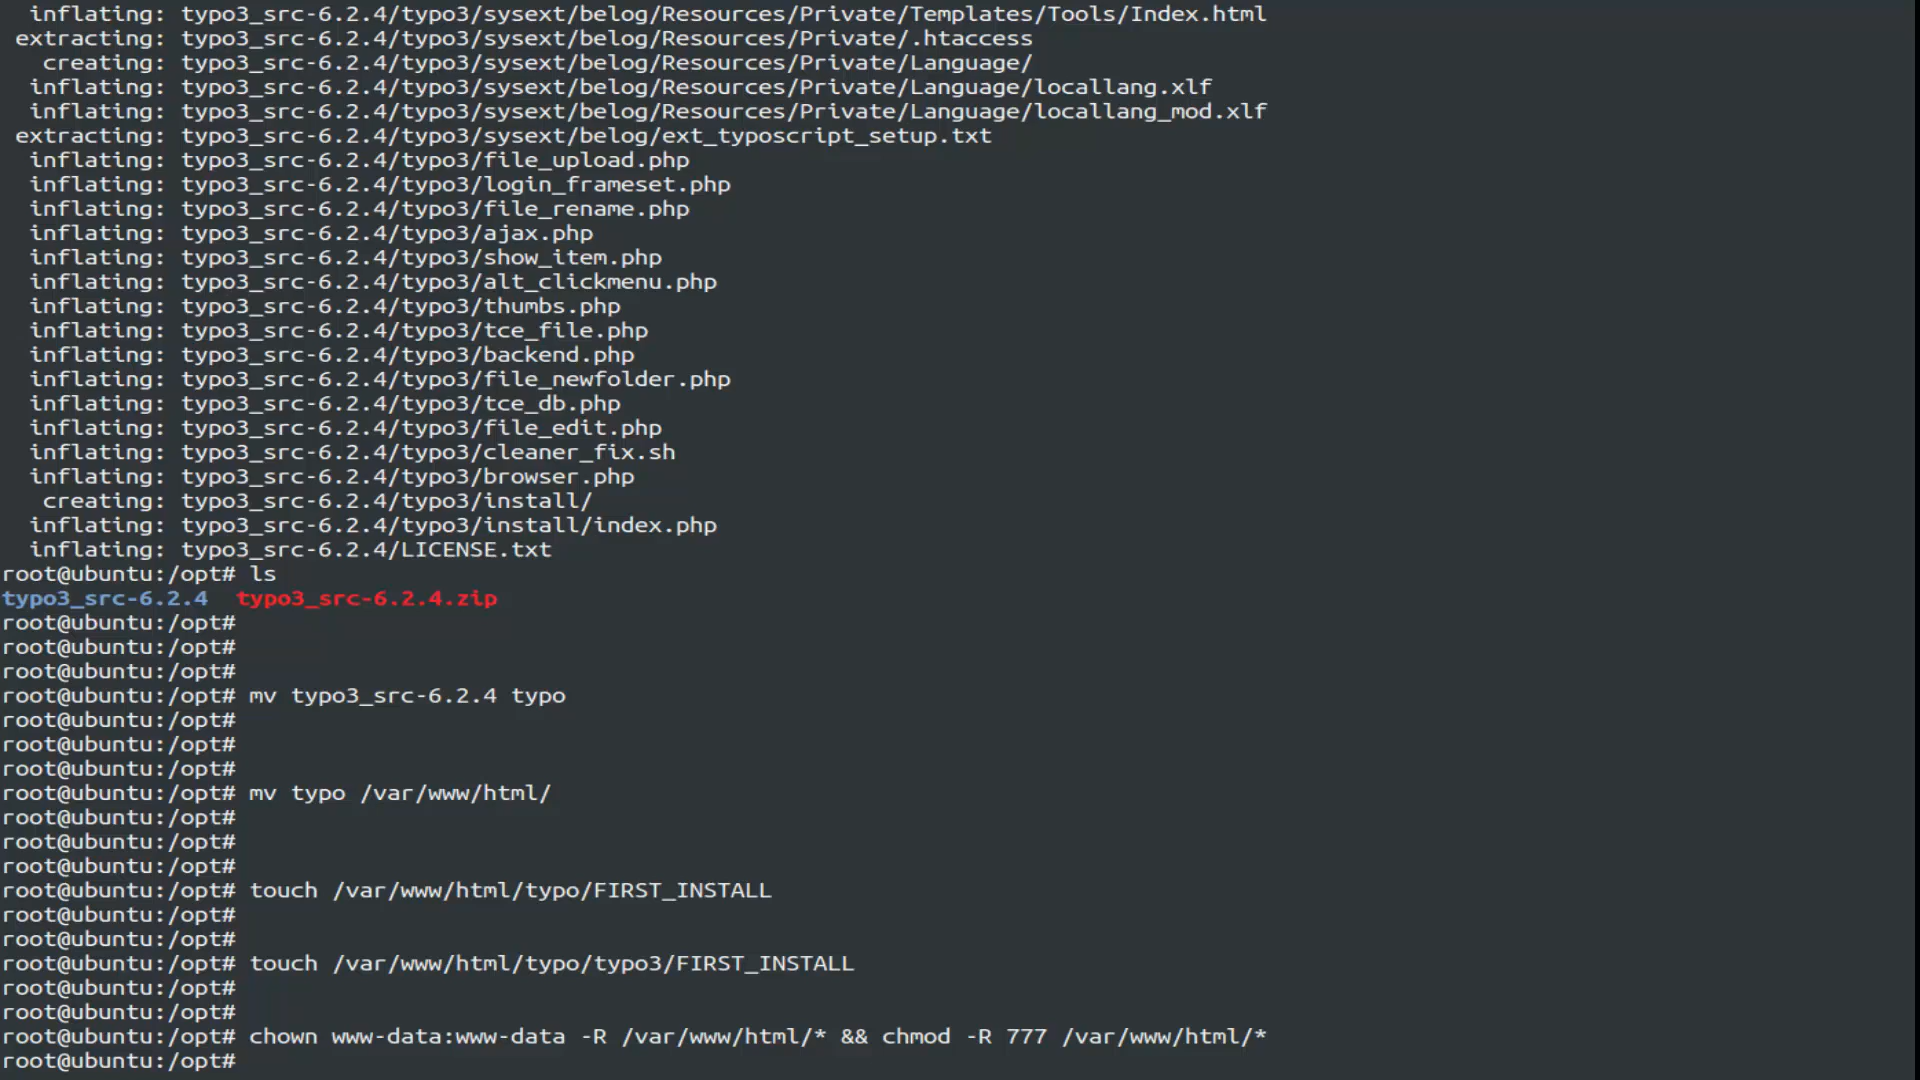 inflating: typo3_src-6.2.4/typo3/sysext/belog/Resources/Private/Templates/Tools/Index.html
extracting: typo3_src-6.2.4/typo3/sysext/belog/Resources/Private/.htaccess
creating: typo3_src-6.2.4/typo3/sysext/belog/Resources/Private/Language/
inflating: typo3_src-6.2.4/typo3/sysext/belog/Resources/Private/Language/locallang.xlf
inflating: typo3_src-6.2.4/typo3/sysext/belog/Resources/Private/Language/locallang_mod.xlf
extracting: typo3_src-6.2.4/typo3/sysext/belog/ext_typoscript_setup.txt
inflating: typo3_src-6.2.4/typo3/file_upload.php
inflating: typo3_src-6.2.4/typo3/login_frameset.php
inflating: typo3_src-6.2.4/typo3/file_rename.php
inflating: typo3_src-6.2.4/typo3/ajax.php
inflating: typo3_src-6.2.4/typo3/show_item.php
inflating: typo3_src-6.2.4/typo3/alt_clickmenu.php
inflating: typo3_src-6.2.4/typo3/thumbs.php
inflating: typo3_src-6.2.4/typo3/tce_file.php
inflating: typo3_src-6.2.4/typo3/backend.php
inflating: typo3_src-6.2.4/typo3/file_newfolder.php
inflating: typo3_src-6.2.4/typo3/tce_db.php
inflating: typo3_src-6.2.4/typo3/file_edit.php
inflating: typo3_src-6.2.4/typo3/cleaner_fix.sh
inflating: typo3_src-6.2.4/typo3/browser.php
creating: typo3_src-6.2.4/typo3/install/
inflating: typo3_src-6.2.4/typo3/install/index.php
inflating: typo3_src-6.2.4/LICENSE.txt
root@ubuntu:/opt# ls
typo3_src-6.2.4  typo3_src-6.2.4.zip
root@ubuntu:/opt#
root@ubuntu:/opt#
root@ubuntu:/opt#
root@ubuntu:/opt# mv typo3_src-6.2.4 typo
root@ubuntu:/opt#
root@ubuntu:/opt#
root@ubuntu:/opt#
root@ubuntu:/opt# mv typo /var/www/html/
root@ubuntu:/opt#
root@ubuntu:/opt#
root@ubuntu:/opt#
root@ubuntu:/opt# touch /var/www/html/typo/FIRST_INSTALL
root@ubuntu:/opt#
root@ubuntu:/opt#
root@ubuntu:/opt# touch /var/www/html/typo/typo3/FIRST_INSTALL
root@ubuntu:/opt#
root@ubuntu:/opt#
root@ubuntu:/opt# chown www-data:www-data -R /var/www/html/* && chmod -R 777 /var/www/html/*
root@ubuntu:/opt#